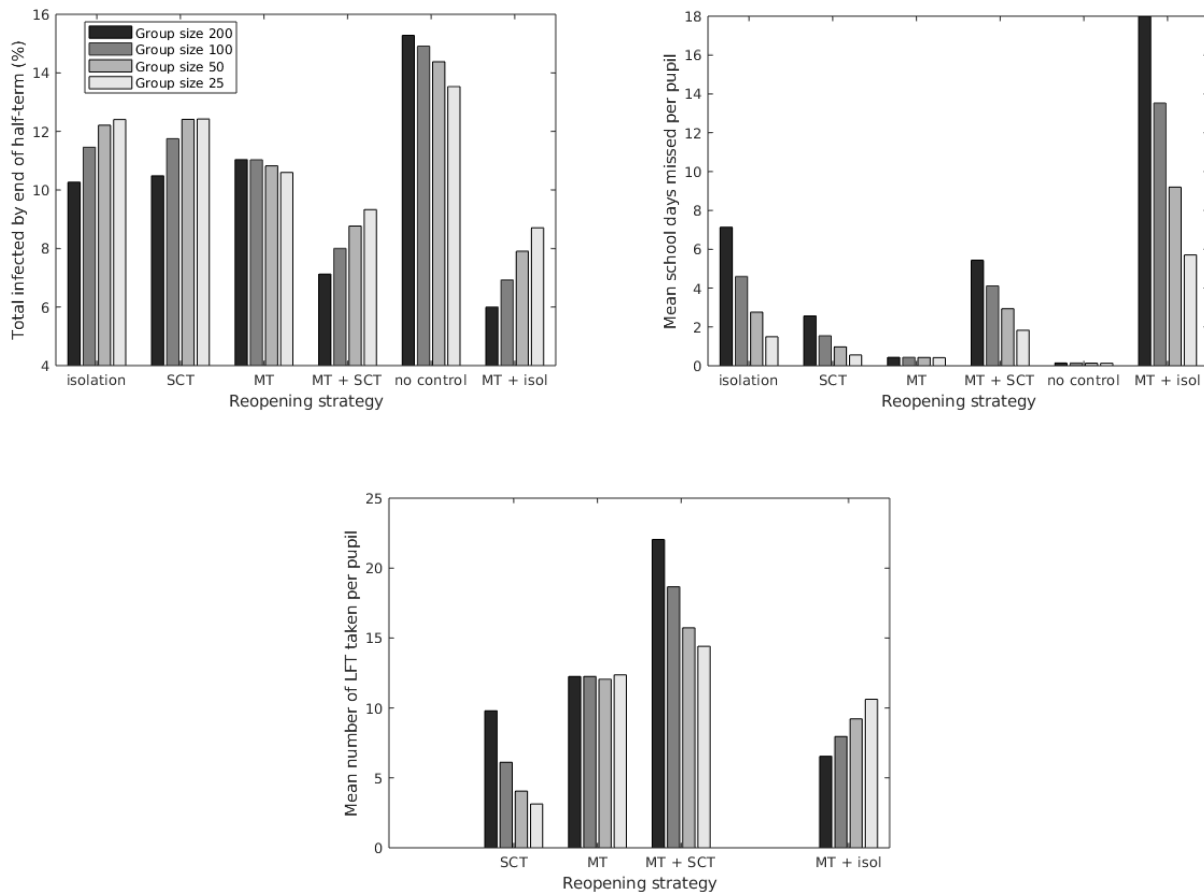 Total infected by end of half-term (%)
16
14
12
10
8
6
4
Group size 200
Group size 100
Group size 50
Group size 25
isolation SCT MT MT + SCT no control MT + isol
Reopening strategy
Mean school days missed per pupil
18
16
14
12
10
8
6
4
2
0
isolation SCT MT MT + SCT no control MT + isol
Reopening strategy
Mean number of LFT taken per pupil
25
20
15
10
5
0
SCT MT MT + SCT MT + isol
Reopening strategy